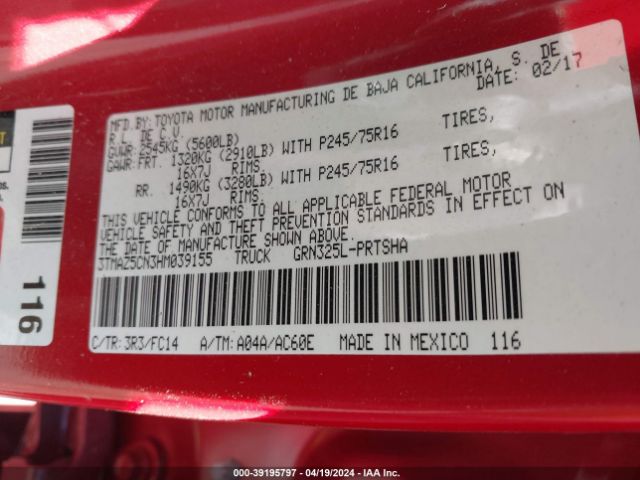 MFD.BY: TOYOTA MOTOR MANUFACTURING DE BAJA CALIFORNIA, S. DE
R.L. DE C.V. DATE: 02/17
GVWR: 2545KG (5600LB)
GAWR: FRT. 1320KG (2910LB) WITH P245/75R16 TIRES,
16X7J RIMS.
RR. 1490KG (3280LB) WITH P245/75R16 TIRES,
16X7J RIMS.
THIS VEHICLE CONFORMS TO ALL APPLICABLE FEDERAL MOTOR
VEHICLE SAFETY AND THEFT PREVENTION STANDARDS IN EFFECT ON
THE DATE OF MANUFACTURE SHOWN ABOVE
3TMAZ5CN3HM039155 TRUCK GRN325L-PRTSHA
C/TR: 3R3/FC14 A/TM: A04A/AC60E MADE IN MEXICO 116
116
000-39195797 - 04/19/2024 - IAA Inc.